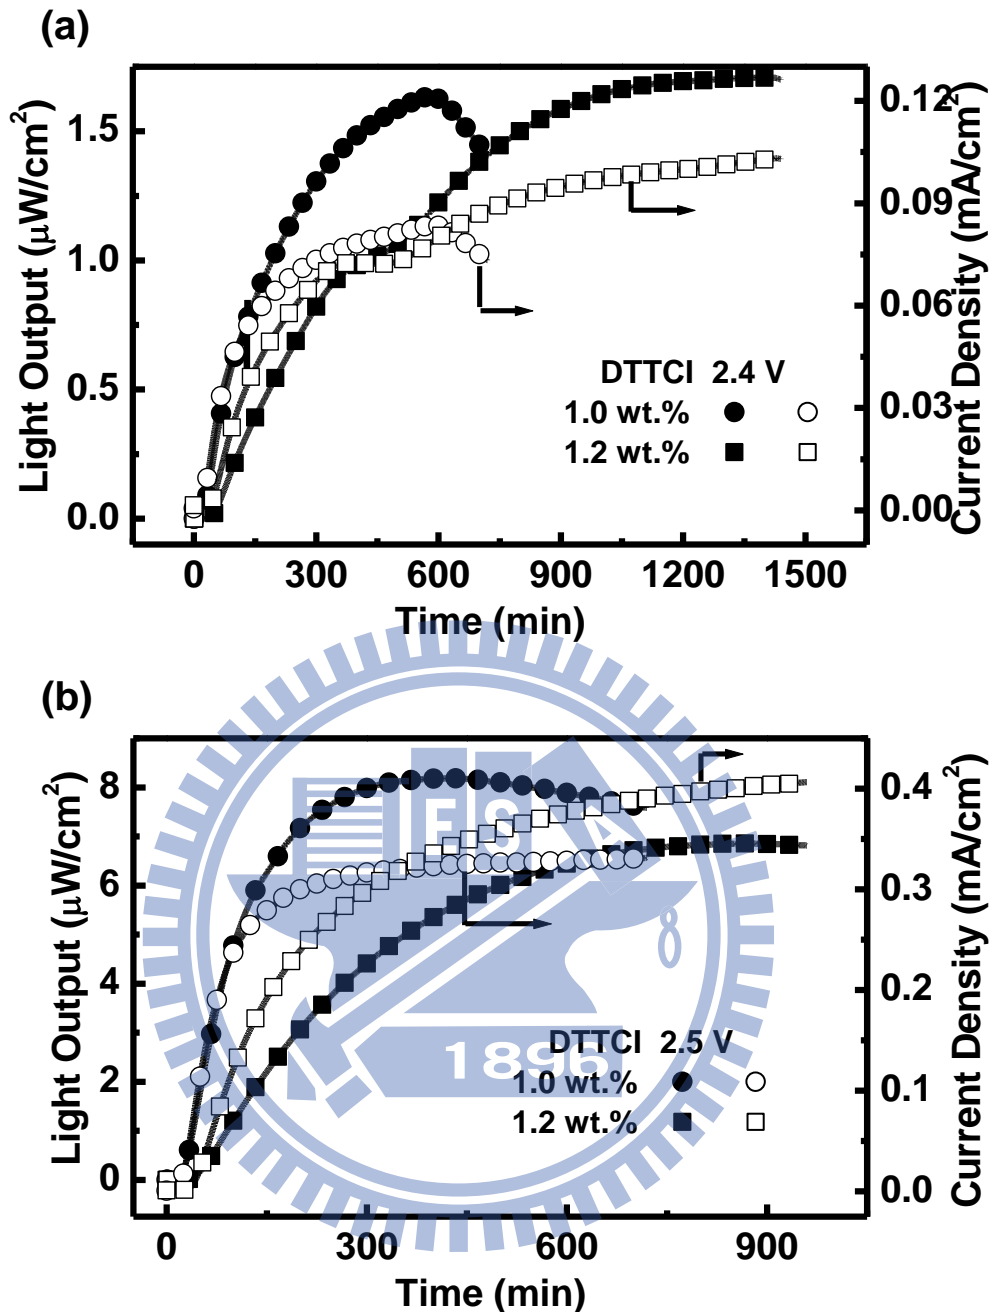 (a)
Light Output (μW/cm²)
Current Density (mA/cm²)
1.5
1.0
0.5
0.0
0.12
0.09
0.06
0.03
0.00
DTTCI 2.4 V
1.0 wt.%
1.2 wt.%
0 300 600 900 1200 1500
Time (min)
(b)
Light Output (μW/cm²)
Current Density (mA/cm²)
8
6
4
2
0
0.4
0.3
0.2
0.1
0.0
E S A
1896
DTTCI 2.5 V
1.0 wt.%
1.2 wt.%
0 300 600 900
Time (min)